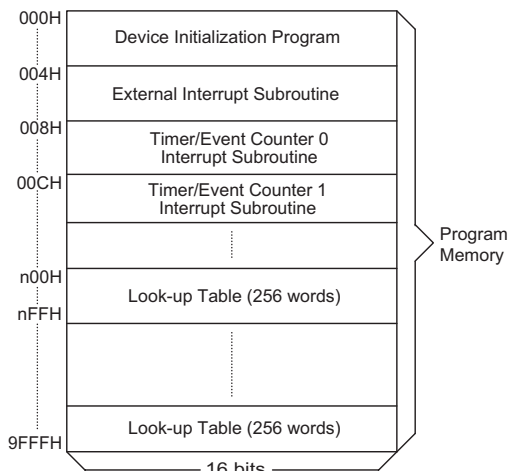 000H
Device Initialization Program
004H
External Interrupt Subroutine
008H
Timer/Event Counter 0
Interrupt Subroutine
00CH
Timer/Event Counter 1
Interrupt Subroutine
Program
Memory
n00H
Look-up Table (256 words)
nFFH
Look-up Table (256 words)
9FFFH
16 bits